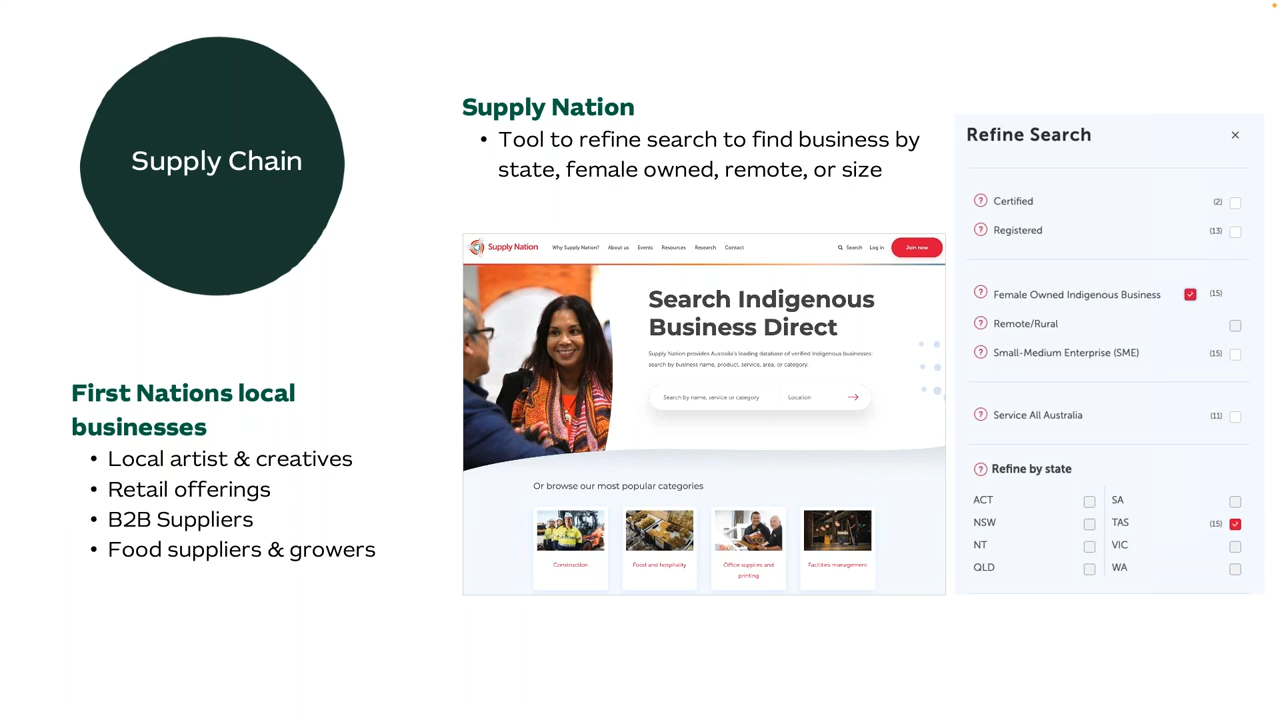 Supply Chain
First Nations local
businesses
• Local artist & creatives
• Retail offerings
• B2B Suppliers
• Food suppliers & growers
Supply Nation
• Tool to refine search to find business by
state, female owned, remote, or size
Supply Nation Why Supply Nation? About us Events Resources Research Contact Search Log in Join now
Search Indigenous
Business Direct
Supply Nation provides Australia's leading database of verified Indigenous businesses:
search by business name, product, service, area, or category.
Search by name, service or category Location
Or browse our most popular categories
Construction
Food and hospitality
Office supplies and
printing
Facilities management
Refine Search ×
? Certified (2)
? Registered (13)
? Female Owned Indigenous Business (15)
? Remote/Rural
? Small-Medium Enterprise (SME) (15)
? Service All Australia (11)
? Refine by state
ACT SA
NSW TAS (15)
NT VIC
QLD WA